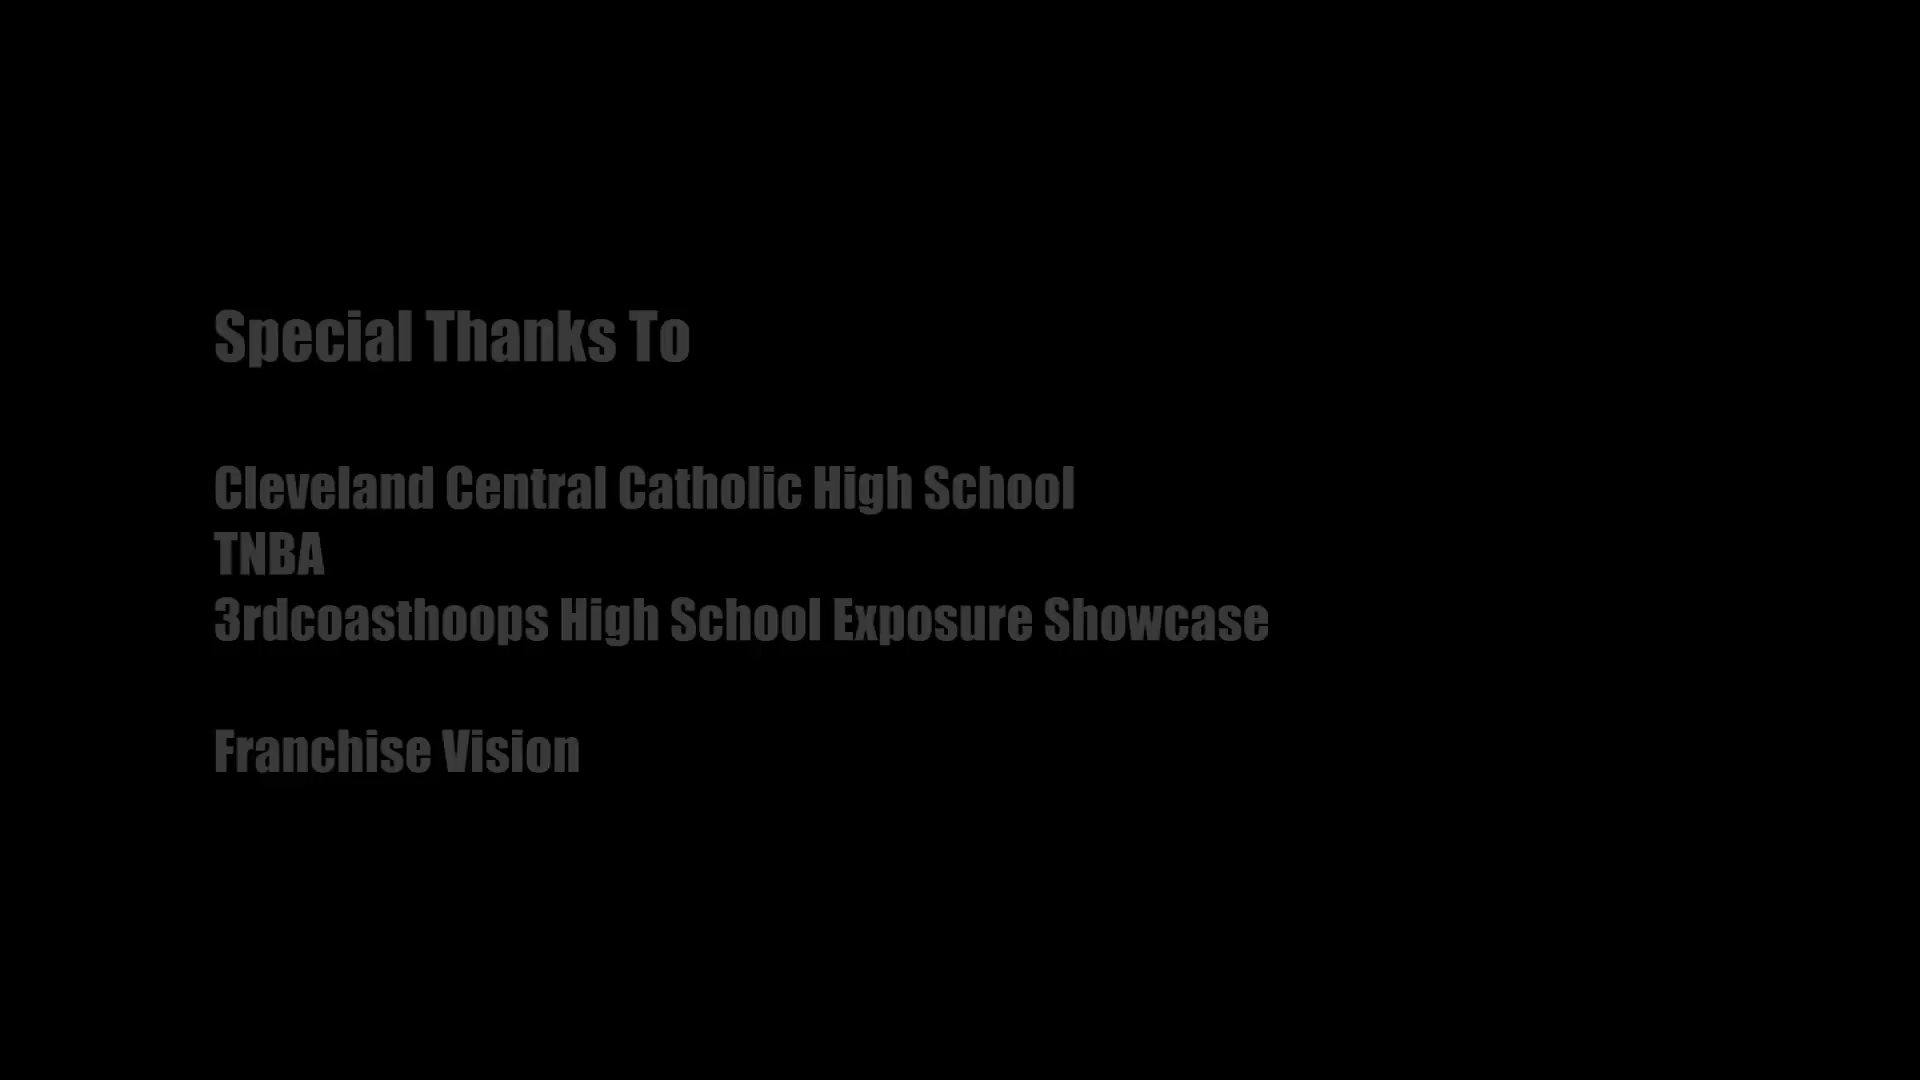 Special Thanks To
Cleveland Central Catholic High School
TNBA
3rdcoasthoops High School Exposure Showcase
Franchise Vision